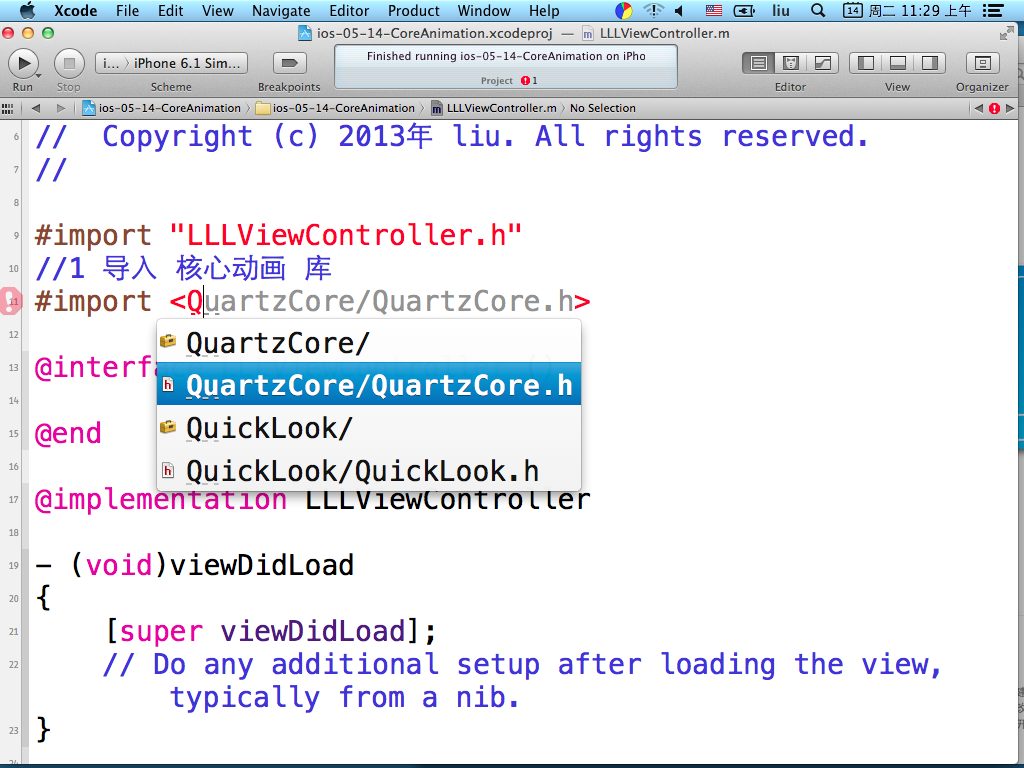 Xcode File Edit View Navigate Editor Product Window Help liu 14 周二 11:29 上午
ios-05-14-CoreAnimation.xcodeproj — LLLViewController.m
i... 〉 iPhone 6.1 Sim...
Finished running ios-05-14-CoreAnimation on iPho
Project 1
Run Stop Scheme Breakpoints Editor View Organizer
ios-05-14-CoreAnimation 〉 ios-05-14-CoreAnimation 〉 LLLViewController.m 〉 No Selection
6 //  Copyright (c) 2013年 liu. All rights reserved.
7 //
8
9 #import "LLLViewController.h"
10 //1 导入 核心动画 库
11 #import <QuartzCore/QuartzCore.h>
12
QuartzCore/
13 @interfa
QuartzCore/QuartzCore.h
14
15 @end
QuickLook/
16
QuickLook/QuickLook.h
17 @implementation LLLViewController
18
19 - (void)viewDidLoad
20 {
21 [super viewDidLoad];
22 // Do any additional setup after loading the view,
typically from a nib.
23 }
24